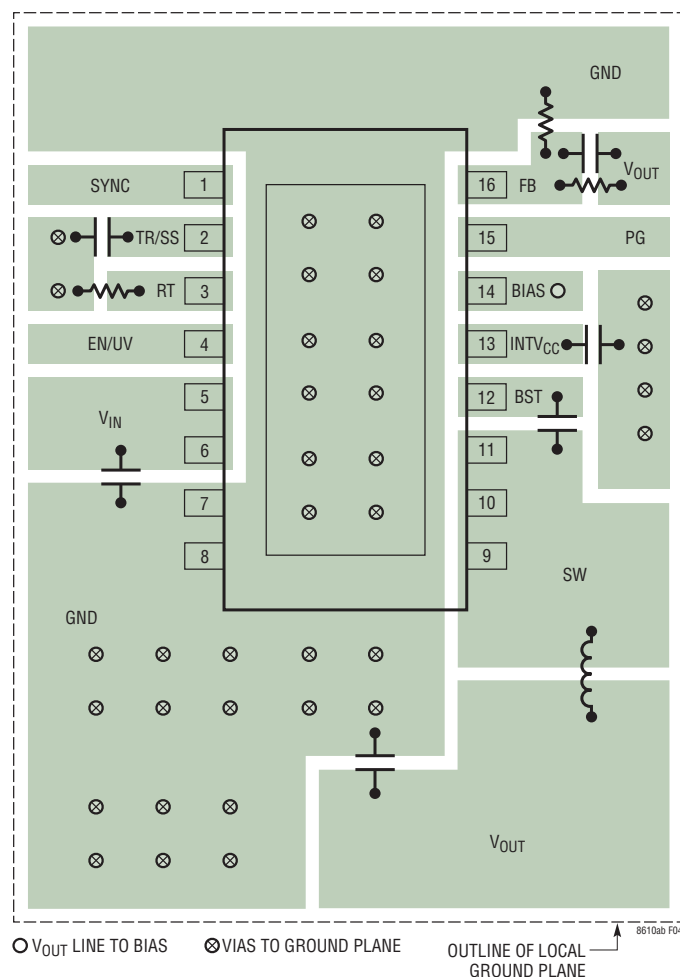 GND
SYNC 1 16 FB VOUT
TR/SS 2 15 PG
RT 3 14 BIAS
EN/UV 4 13 INTVCC
5 12 BST
VIN
6 11
7 10
8 9
SW
GND
VOUT
VOUT LINE TO BIAS
VIAS TO GROUND PLANE
OUTLINE OF LOCAL
GROUND PLANE
8610ab F04